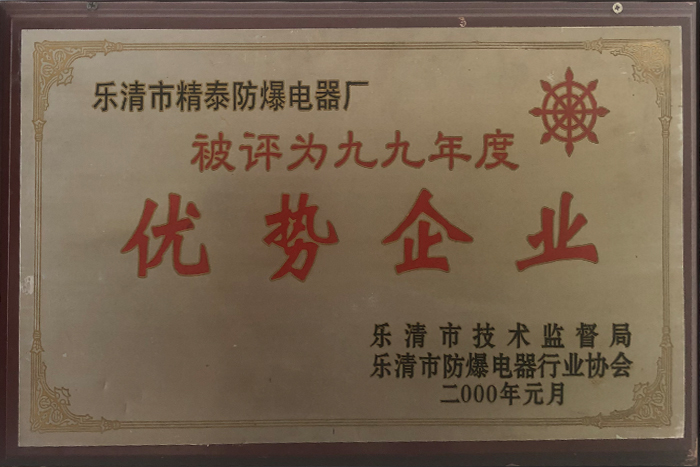 乐清市精泰防爆电器厂
被评为九九年度
优势企业
乐清市技术监督局
乐清市防爆电器行业协会
二000年元月